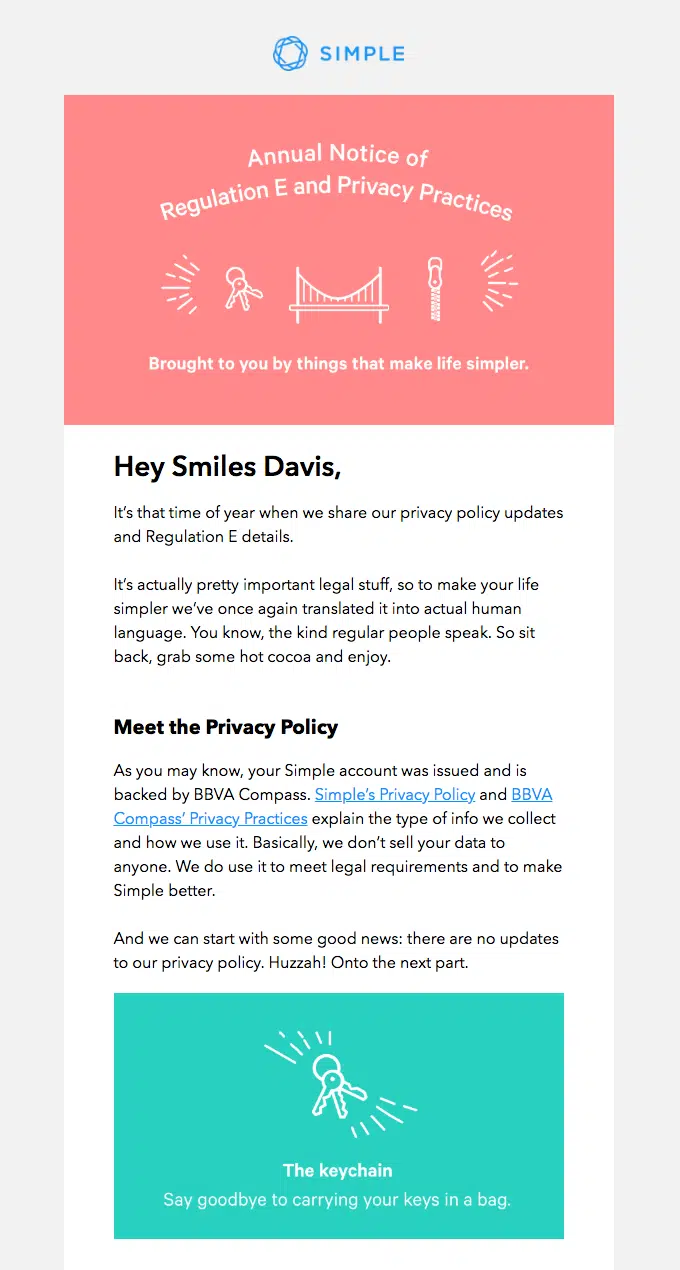 SIMPLE
Annual Notice of
Regulation E and Privacy Practices
Brought to you by things that make life simpler.
Hey Smiles Davis,
It's that time of year when we share our privacy policy updates
and Regulation E details.
It's actually pretty important legal stuff, so to make your life
simpler we've once again translated it into actual human
language. You know, the kind regular people speak. So sit
back, grab some hot cocoa and enjoy.
Meet the Privacy Policy
As you may know, your Simple account was issued and is
backed by BBVA Compass. Simple's Privacy Policy and BBVA
Compass' Privacy Practices explain the type of info we collect
and how we use it. Basically, we don't sell your data to
anyone. We do use it to meet legal requirements and to make
Simple better.
And we can start with some good news: there are no updates
to our privacy policy. Huzzah! Onto the next part.
The keychain
Say goodbye to carrying your keys in a bag.